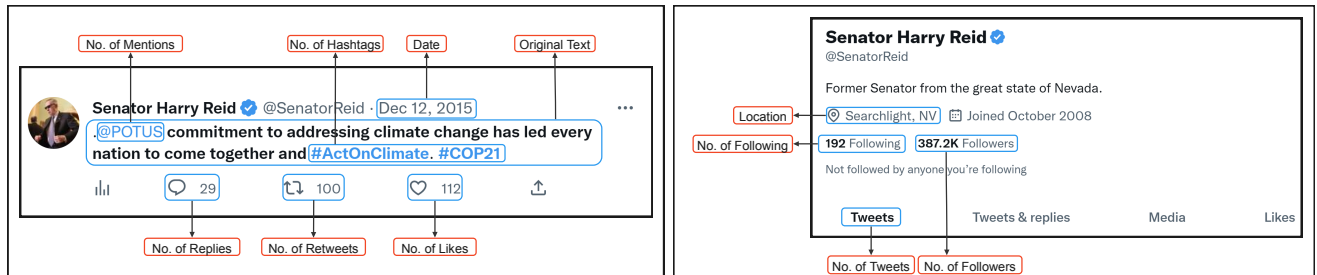 No. of Mentions
No. of Hashtags
Date
Original Text
Senator Harry Reid @SenatorReid · Dec 12, 2015
.@POTUS commitment to addressing climate change has led every
nation to come together and #ActOnClimate. #COP21
29
100
112
No. of Replies
No. of Retweets
No. of Likes
Senator Harry Reid
@SenatorReid
Former Senator from the great state of Nevada.
Location
Searchlight, NV
Joined October 2008
No. of Following
192 Following
387.2K Followers
Not followed by anyone you're following
Tweets
Tweets & replies
Media
Likes
No. of Tweets
No. of Followers